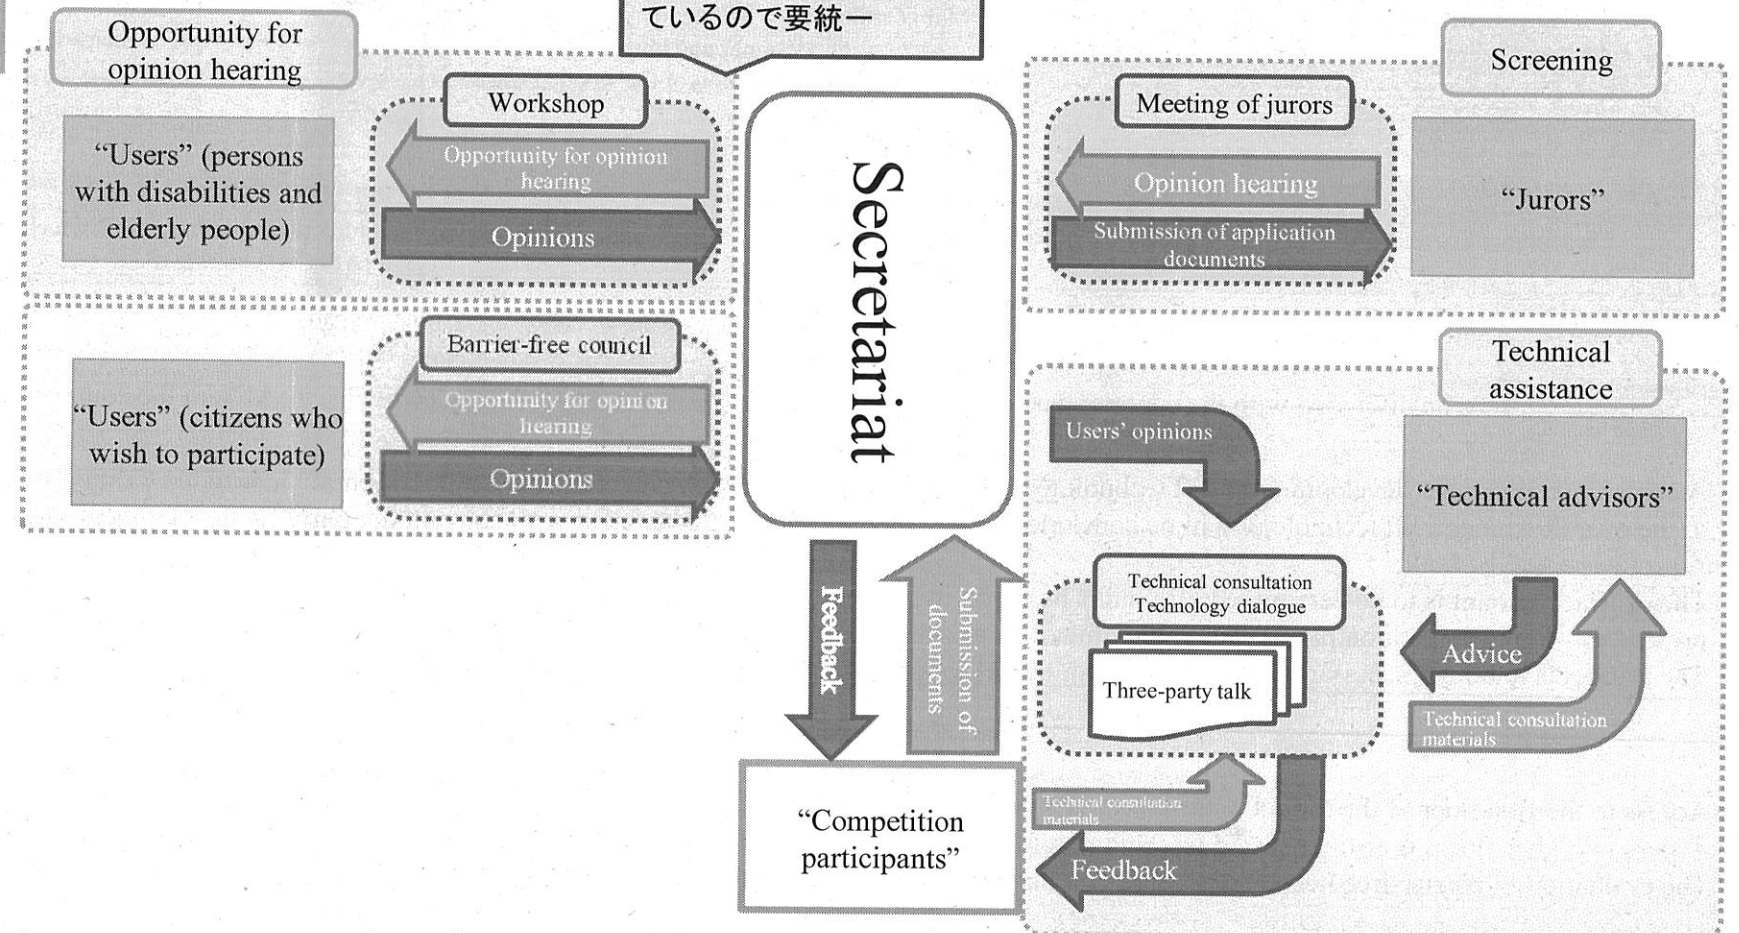 ているので要統一
Opportunity for
opinion hearing
Workshop
“Users” (persons
with disabilities and
elderly people)
Opportunity for opinion
hearing
Opinions
Barrier-free council
“Users” (citizens who
wish to participate)
Opportunity for opinion
hearing
Opinions
Secretariat
Screening
Meeting of jurors
Opinion hearing
Submission of application
documents
“Jurors”
Technical
assistance
Users’ opinions
“Technical advisors”
Technical consultation
Technology dialogue
Three-party talk
Advice
Technical consultation
materials
Feedback
Submission of
documents
“Competition
participants”
Technical consultation
materials
Feedback